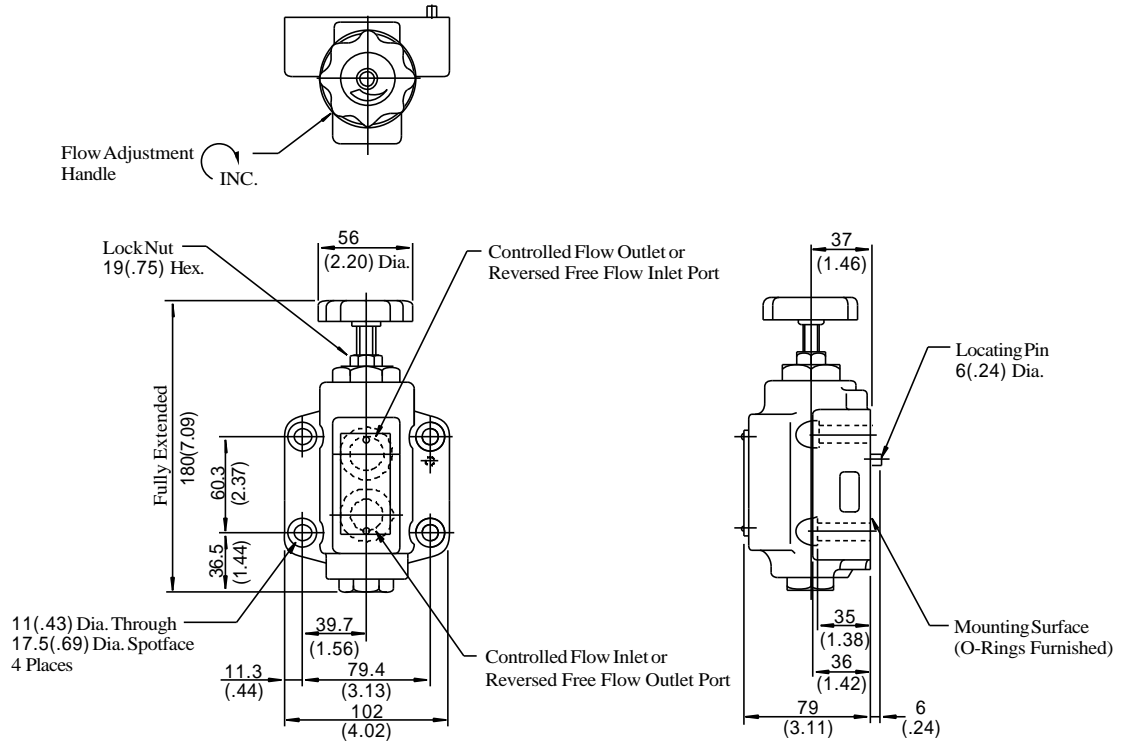 Flow Adjustment
Handle
INC.
Lock Nut
19(.75) Hex.
56
(2.20) Dia.
Controlled Flow Outlet or
Reversed Free Flow Inlet Port
37
(1.46)
Locating Pin
6(.24) Dia.
Fully Extended
180(7.09)
60.3
(2.37)
36.5
(1.44)
11(.43) Dia. Through
17.5(.69) Dia. Spotface
4 Places
39.7
(1.56)
11.3
(.44)
79.4
(3.13)
102
(4.02)
Controlled Flow Inlet or
Reversed Free Flow Outlet Port
35
(1.38)
36
(1.42)
Mounting Surface
(O-Rings Furnished)
79
(3.11)
6
(.24)